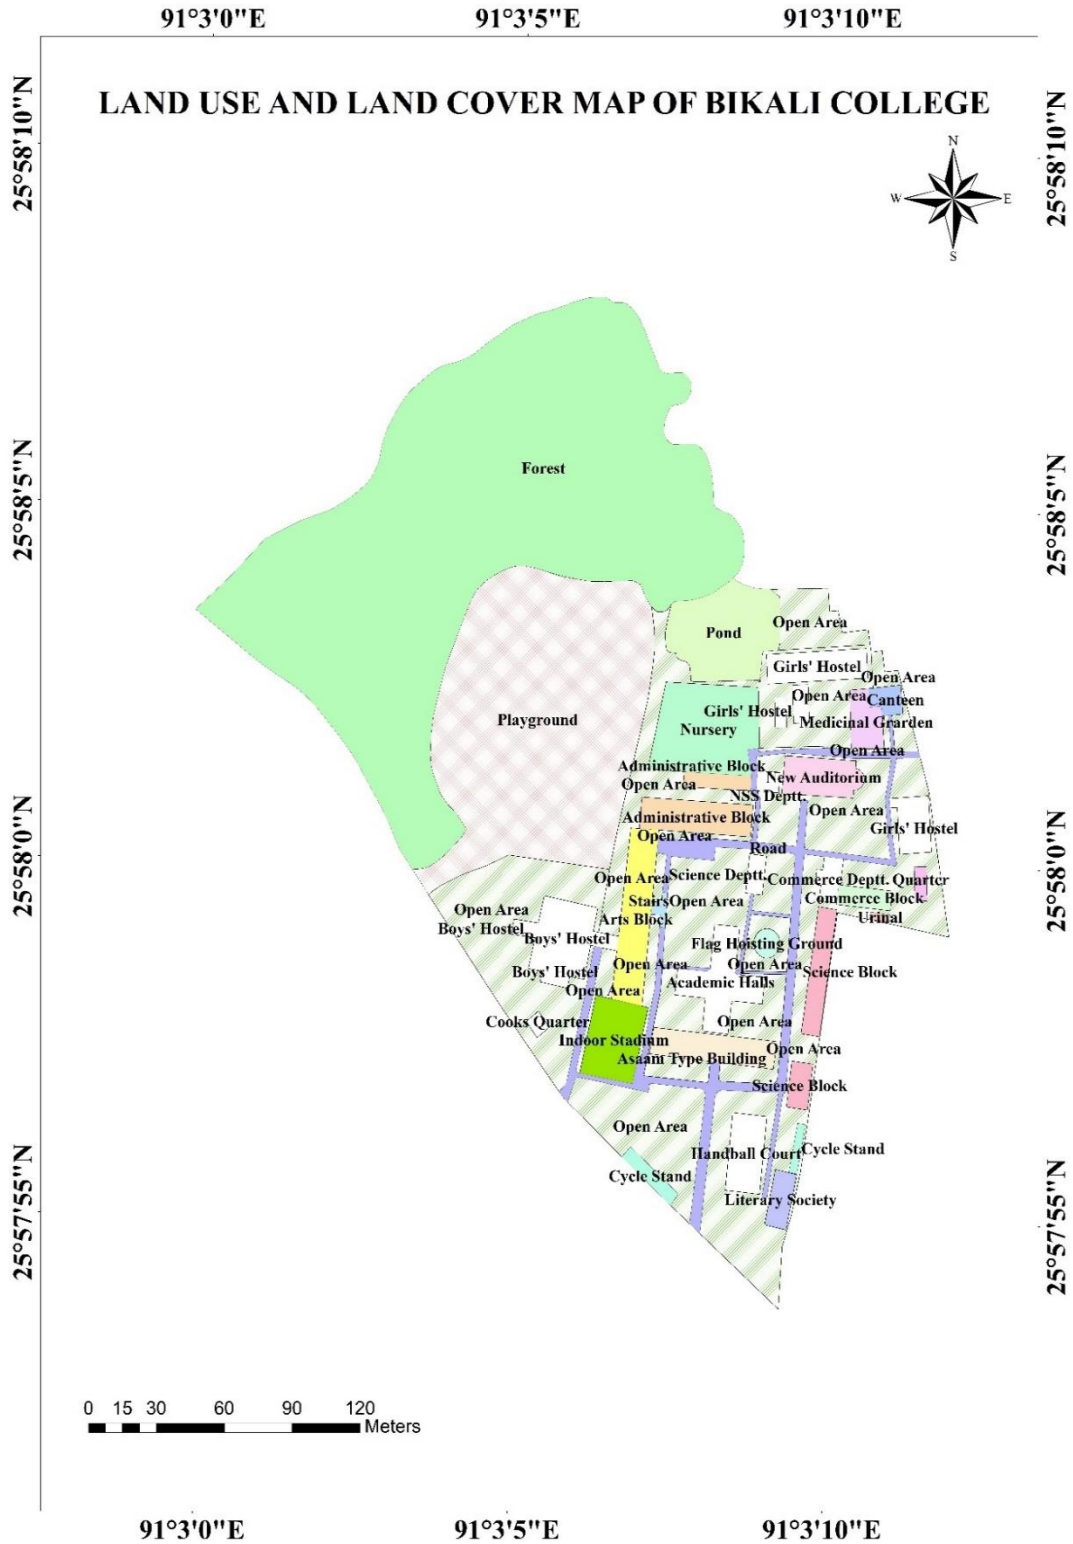 91°3'0"E 91°3'5"E 91°3'10"E
LAND USE AND LAND COVER MAP OF BIKALI COLLEGE
25°58'10"N
25°58'10"N
N
W E
S
25°58'5"N
25°58'5"N
Forest
Open Area
Pond
Girls' Hostel
Open Area
Open Area
Canteen
Girls' Hostel
Playground
Medicinal Grarden
Nursery
Open Area
Administrative Block
New Auditorium
Open Area
NSS Deptt.
Open Area
Administrative Block
Girls' Hostel
Open Area
Road
25°58'0"N
25°58'0"N
Open Area
Science Deptt.
Commerce Deptt. Quarter
Commerce Block
Stairs
Open Area
Open Area
Arts Block
Urinal
Boys' Hostel
Boys' Hostel
Flag Hoisting Ground
Open Area
Open Area
Boys' Hostel
Science Block
Academic Halls
Open Area
Cooks Quarter
Open Area
Indoor Stadium
Open Area
Asaam Type Building
Science Block
Open Area
Handball Court
Cycle Stand
Cycle Stand
Literary Society
25°57'55"N
25°57'55"N
0 15 30 60 90 120
Meters
91°3'0"E 91°3'5"E 91°3'10"E